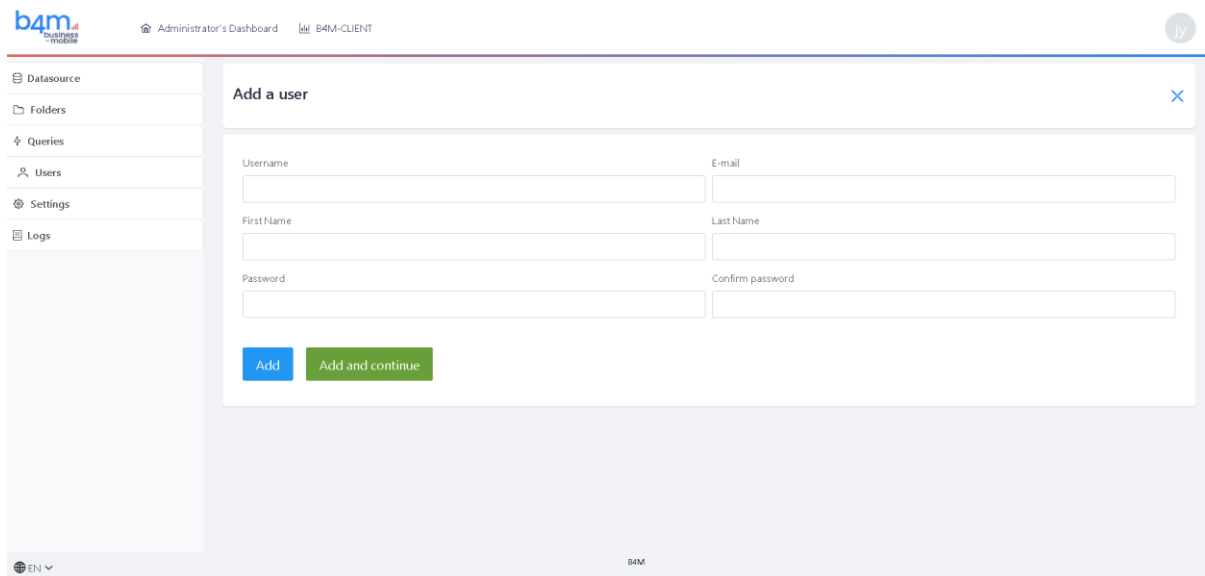 b4m
business
-mobile
Administrator's Dashboard B4M-CLIENT
jy
Datasource
Folders
Queries
Users
Settings
Logs
Add a user
Username E-mail
First Name Last Name
Password Confirm password
Add Add and continue
EN
B4M